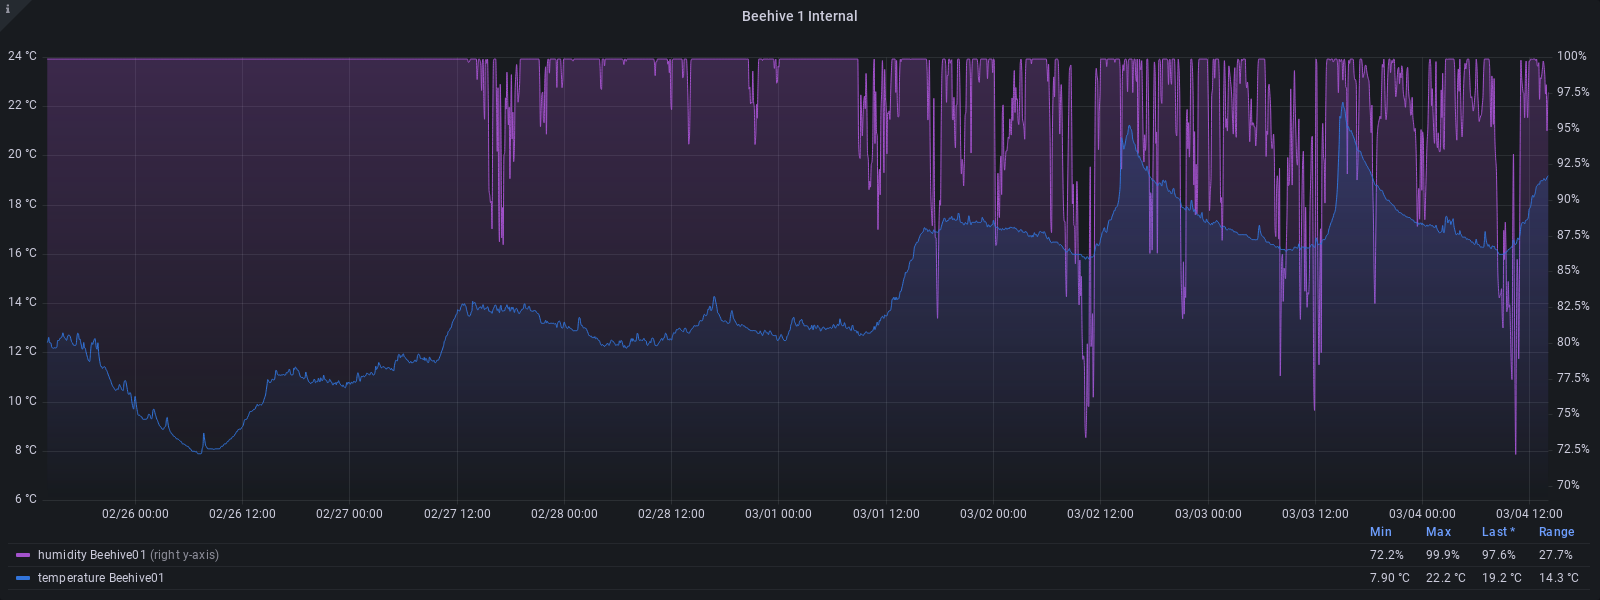 i
Beehive 1 Internal
24 °C 100%
22 °C 97.5%
20 °C 95%
18 °C 92.5%
16 °C 90%
14 °C 87.5%
12 °C 85%
10 °C 82.5%
8 °C 80%
6 °C 77.5%
75%
72.5%
70%
02/26 00:00 02/26 12:00 02/27 00:00 02/27 12:00 02/28 00:00 02/28 12:00 03/01 00:00 03/01 12:00 03/02 00:00 03/02 12:00 03/03 00:00 03/03 12:00 03/04 00:00 03/04 12:00
Min Max Last * Range
humidity Beehive01 (right y-axis) 72.2% 99.9% 97.6% 27.7%
temperature Beehive01 7.90 °C 22.2 °C 19.2 °C 14.3 °C